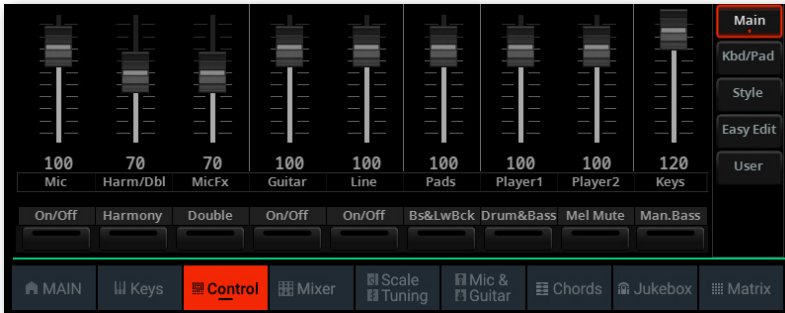 100 70 70 100 100 100 100 100 120
Mic Harm/Dbl MicFx Guitar Line Pads Player1 Player2 Keys
On/Off Harmony Double On/Off On/Off Bs&LwBck Drum&Bass Mel Mute Man.Bass
Main
Kbd/Pad
Style
Easy Edit
User
MAIN Keys Control Mixer Scale Tuning Mic & Guitar Chords Jukebox Matrix